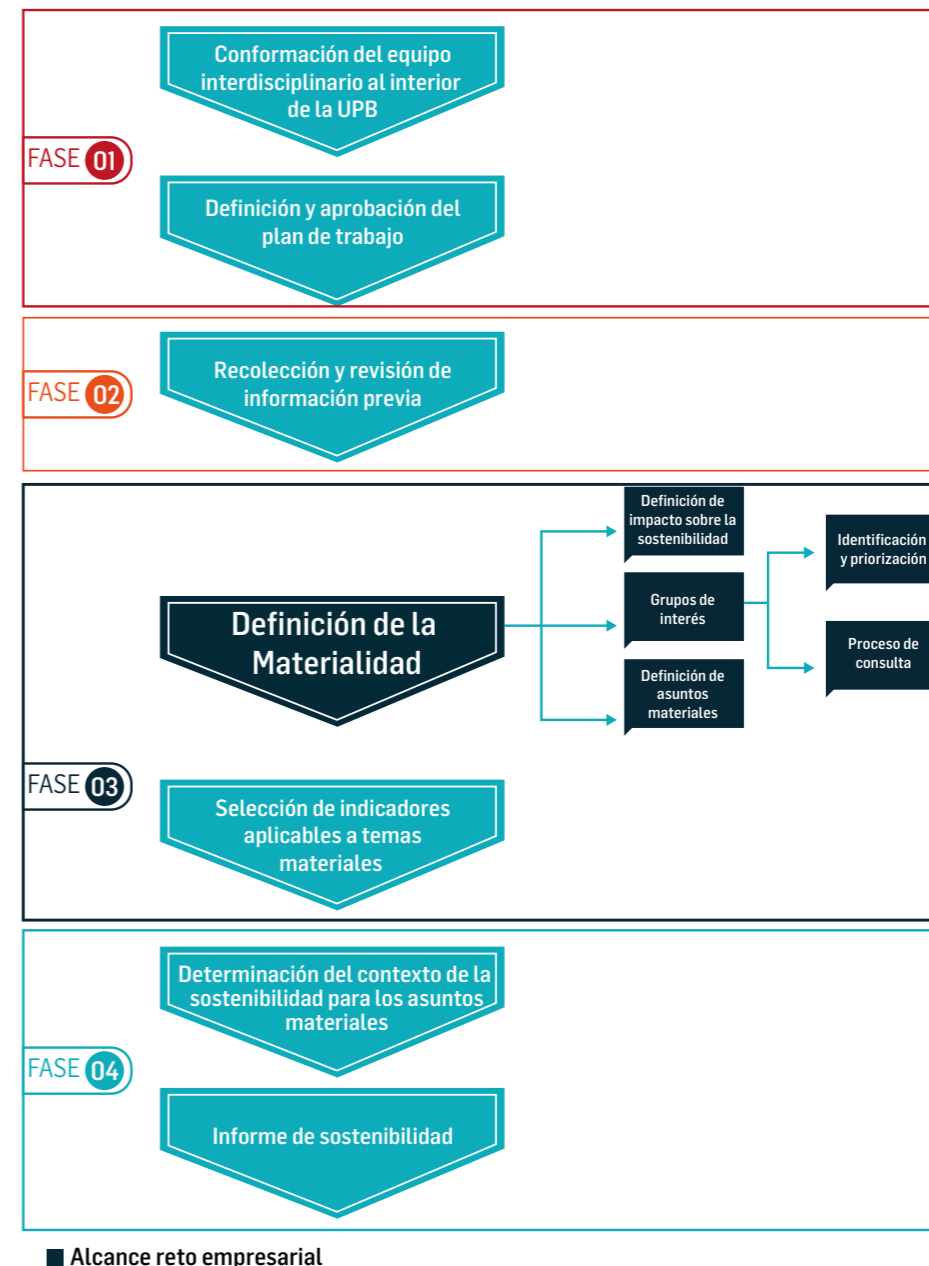 Conformación del equipo
interdisciplinario al interior
de la UPB
FASE 01
Definición y aprobación del
plan de trabajo
Recolección y revisión de
información previa
FASE 02
Definición de la
Materialidad
Definición de
impacto sobre la
sostenibilidad
Grupos de
interés
Definición de
asuntos
materiales
Identificación
y priorización
Proceso de
consulta
FASE 03
Selección de indicadores
aplicables a temas
materiales
Determinación del contexto de la
sostenibilidad para los asuntos
materiales
FASE 04
Informe de sostenibilidad
Alcance reto empresarial